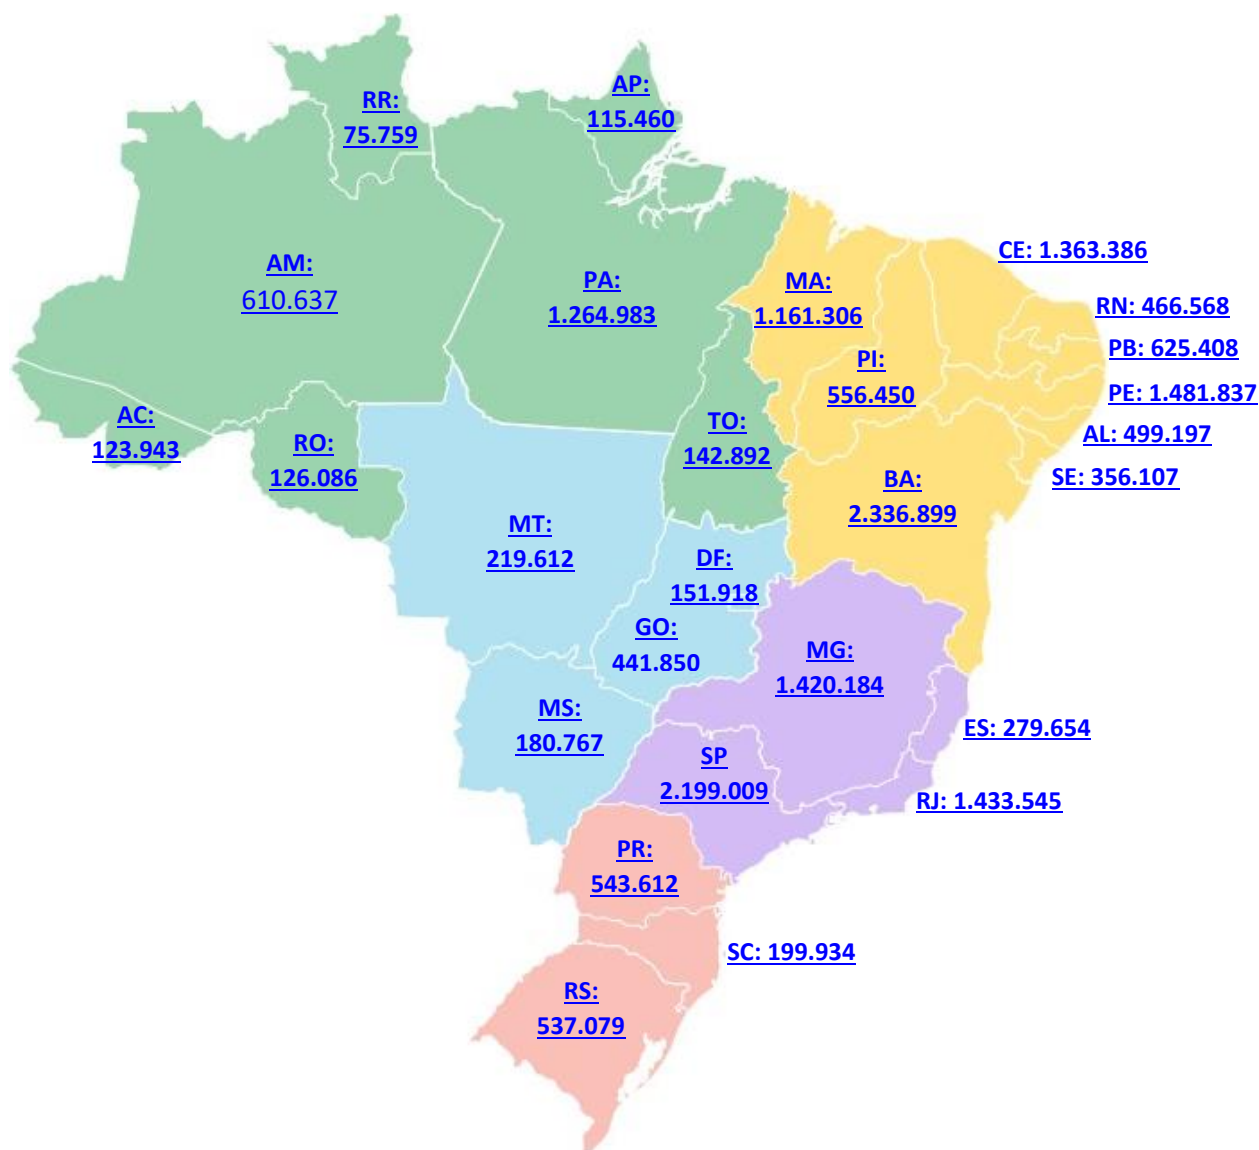 AP:
115.460
RR:
75.759
AM:
610.637
PA:
1.264.983
MA:
1.161.306
CE: 1.363.386
RN: 466.568
PB: 625.408
PI:
556.450
PE: 1.481.837
AC:
123.943
RO:
126.086
TO:
142.892
AL: 499.197
SE: 356.107
BA:
2.336.899
MT:
219.612
DF:
151.918
GO:
441.850
MG:
1.420.184
MS:
180.767
ES: 279.654
SP
2.199.009
RJ: 1.433.545
PR:
543.612
SC: 199.934
RS:
537.079